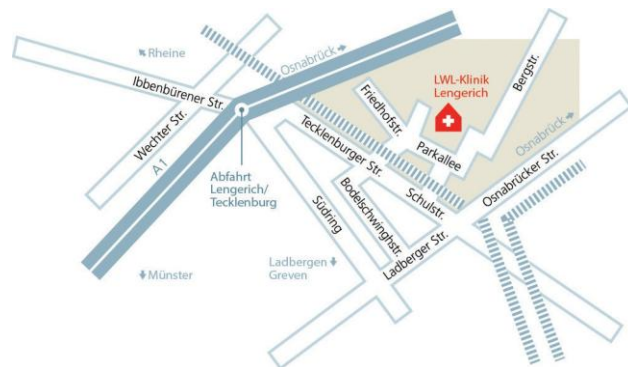 Rheine
Osnabrück
Ibbenbürener Str.
Wechter Str.
A 1
Abfahrt
Lengerich/
Tecklenburg
Münster
Ladbergen
Greven
Südring
Tecklenburger Str.
Bodelschwinghstr.
Ladberger Str.
Schulstr.
Friedhofstr.
Parkallee
LWL-Klinik
Lengerich
Bergstr.
Osnabrück
Osnabrücker Str.